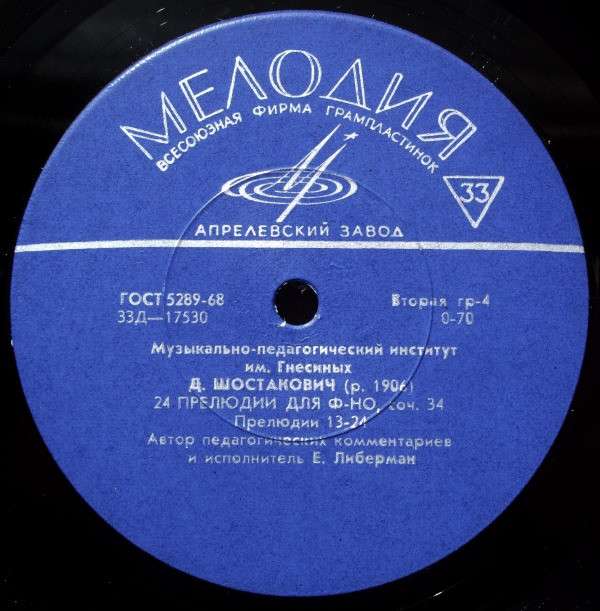 МЕЛОДИЯ
ВСЕСОЮЗНАЯ ФИРМА ГРАМПЛАСТИНОК
33
АПРЕЛЕВСКИЙ ЗАВОД
ГОСТ 5289-68 Вторая гр-4
33Д—17530 0-70
Музыкально-педагогический институт
им. Гнесиных
Д. ШОСТАКОВИЧ (р. 1906)
24 ПРЕЛЮДИИ ДЛЯ Ф-НО, соч. 34
Прелюдии 13-24
Автор педагогических комментариев
и исполнитель Е. Либерман